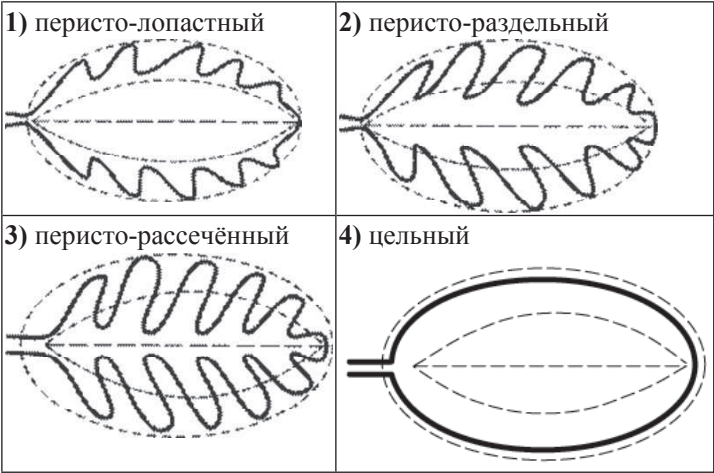 1) перисто-лопастный
2) перисто-раздельный
3) перисто-рассечённый
4) цельный